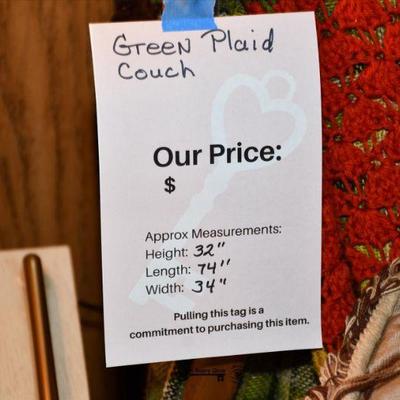 Green Plaid
Couch
Our Price:
$
Approx Measurements:
Height: 32"
Length: 74"
Width: 34"
Pulling this tag is a
commitment to purchasing this item.